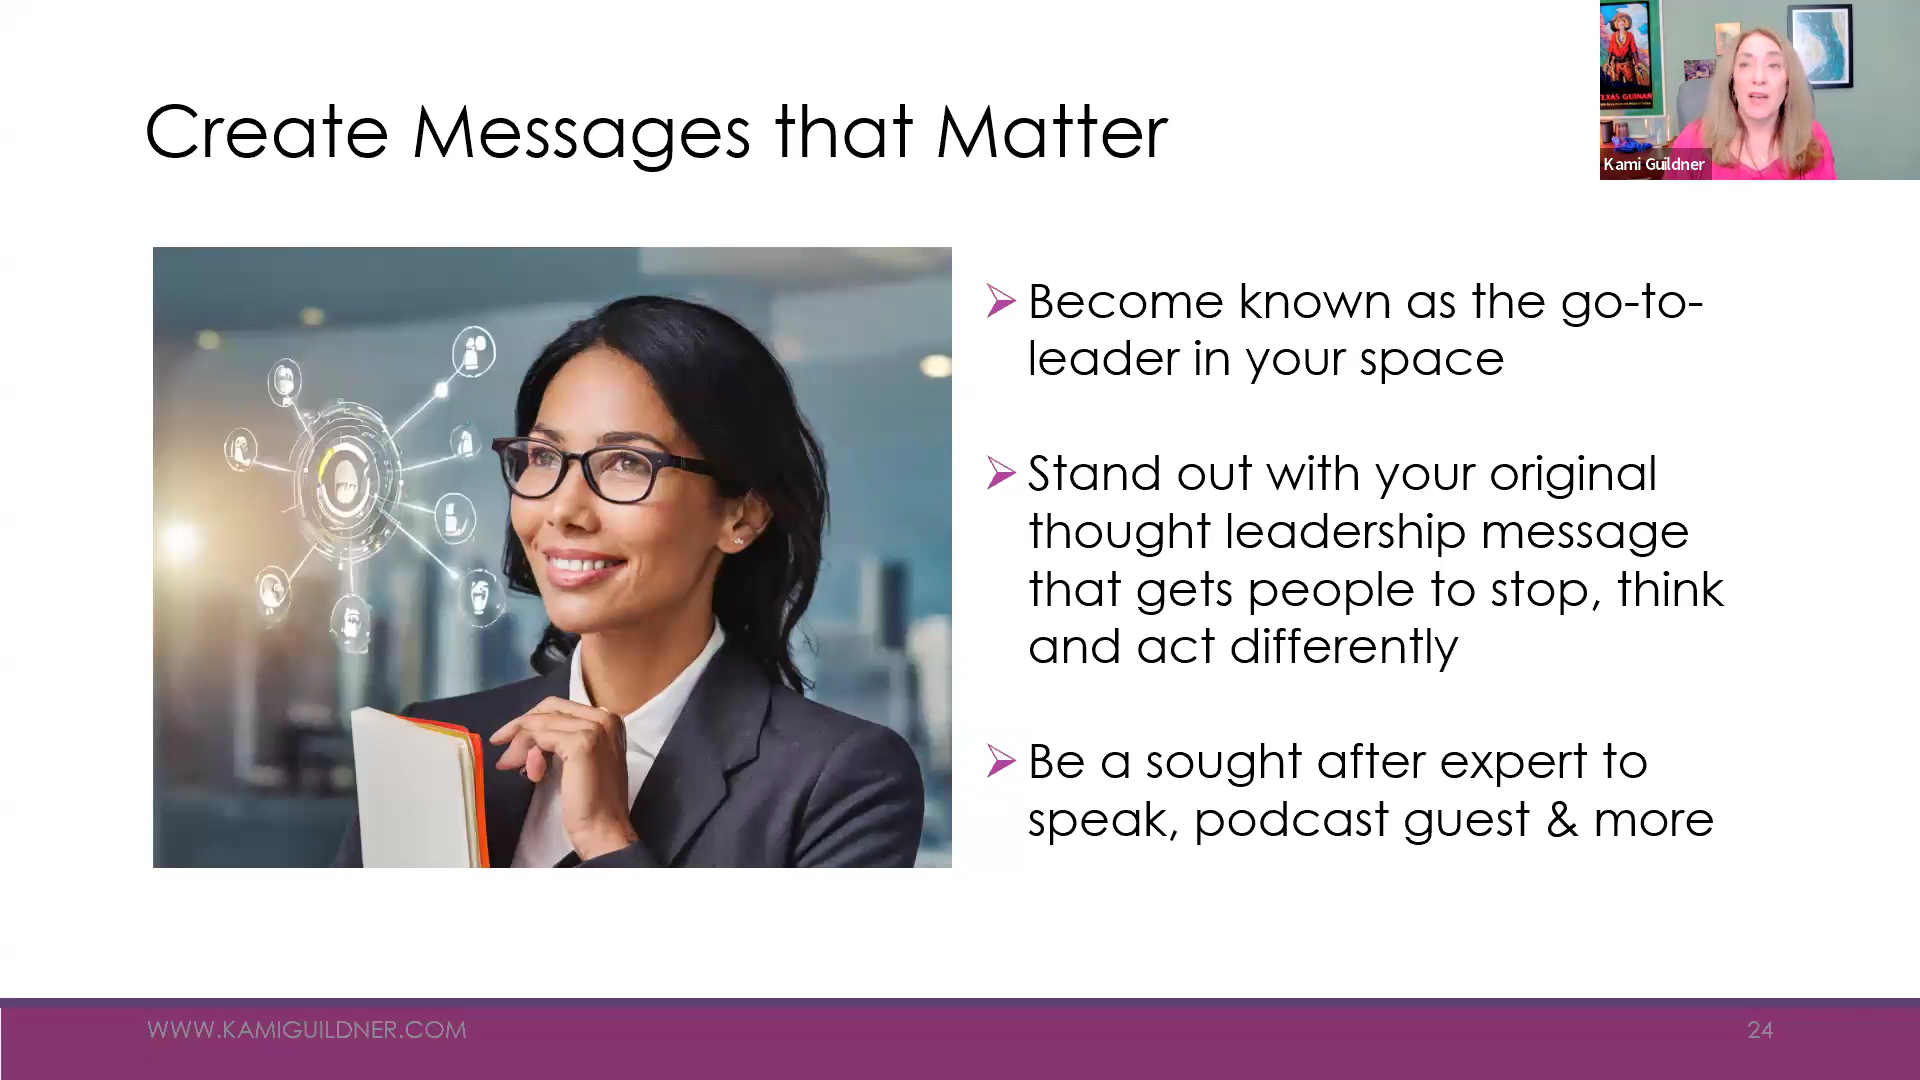 Create Messages that Matter
TEXAS GUINAN
Kami Guildner
Become known as the go-to-
leader in your space
Stand out with your original
thought leadership message
that gets people to stop, think
and act differently
Be a sought after expert to
speak, podcast guest & more
WWW.KAMIGUILDNER.COM
24